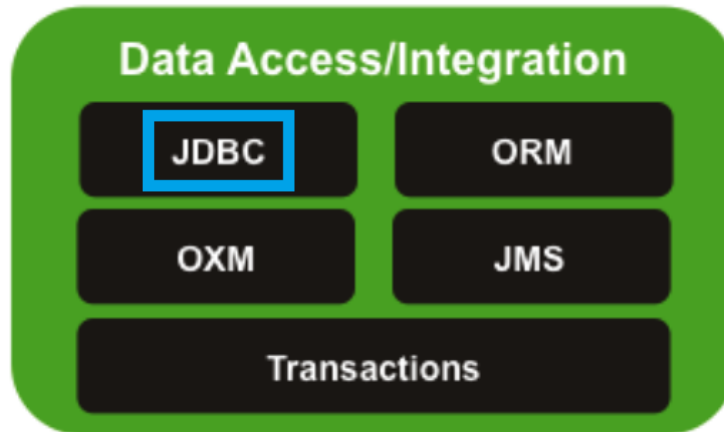 Data Access/Integration
JDBC
ORM
OXM
JMS
Transactions